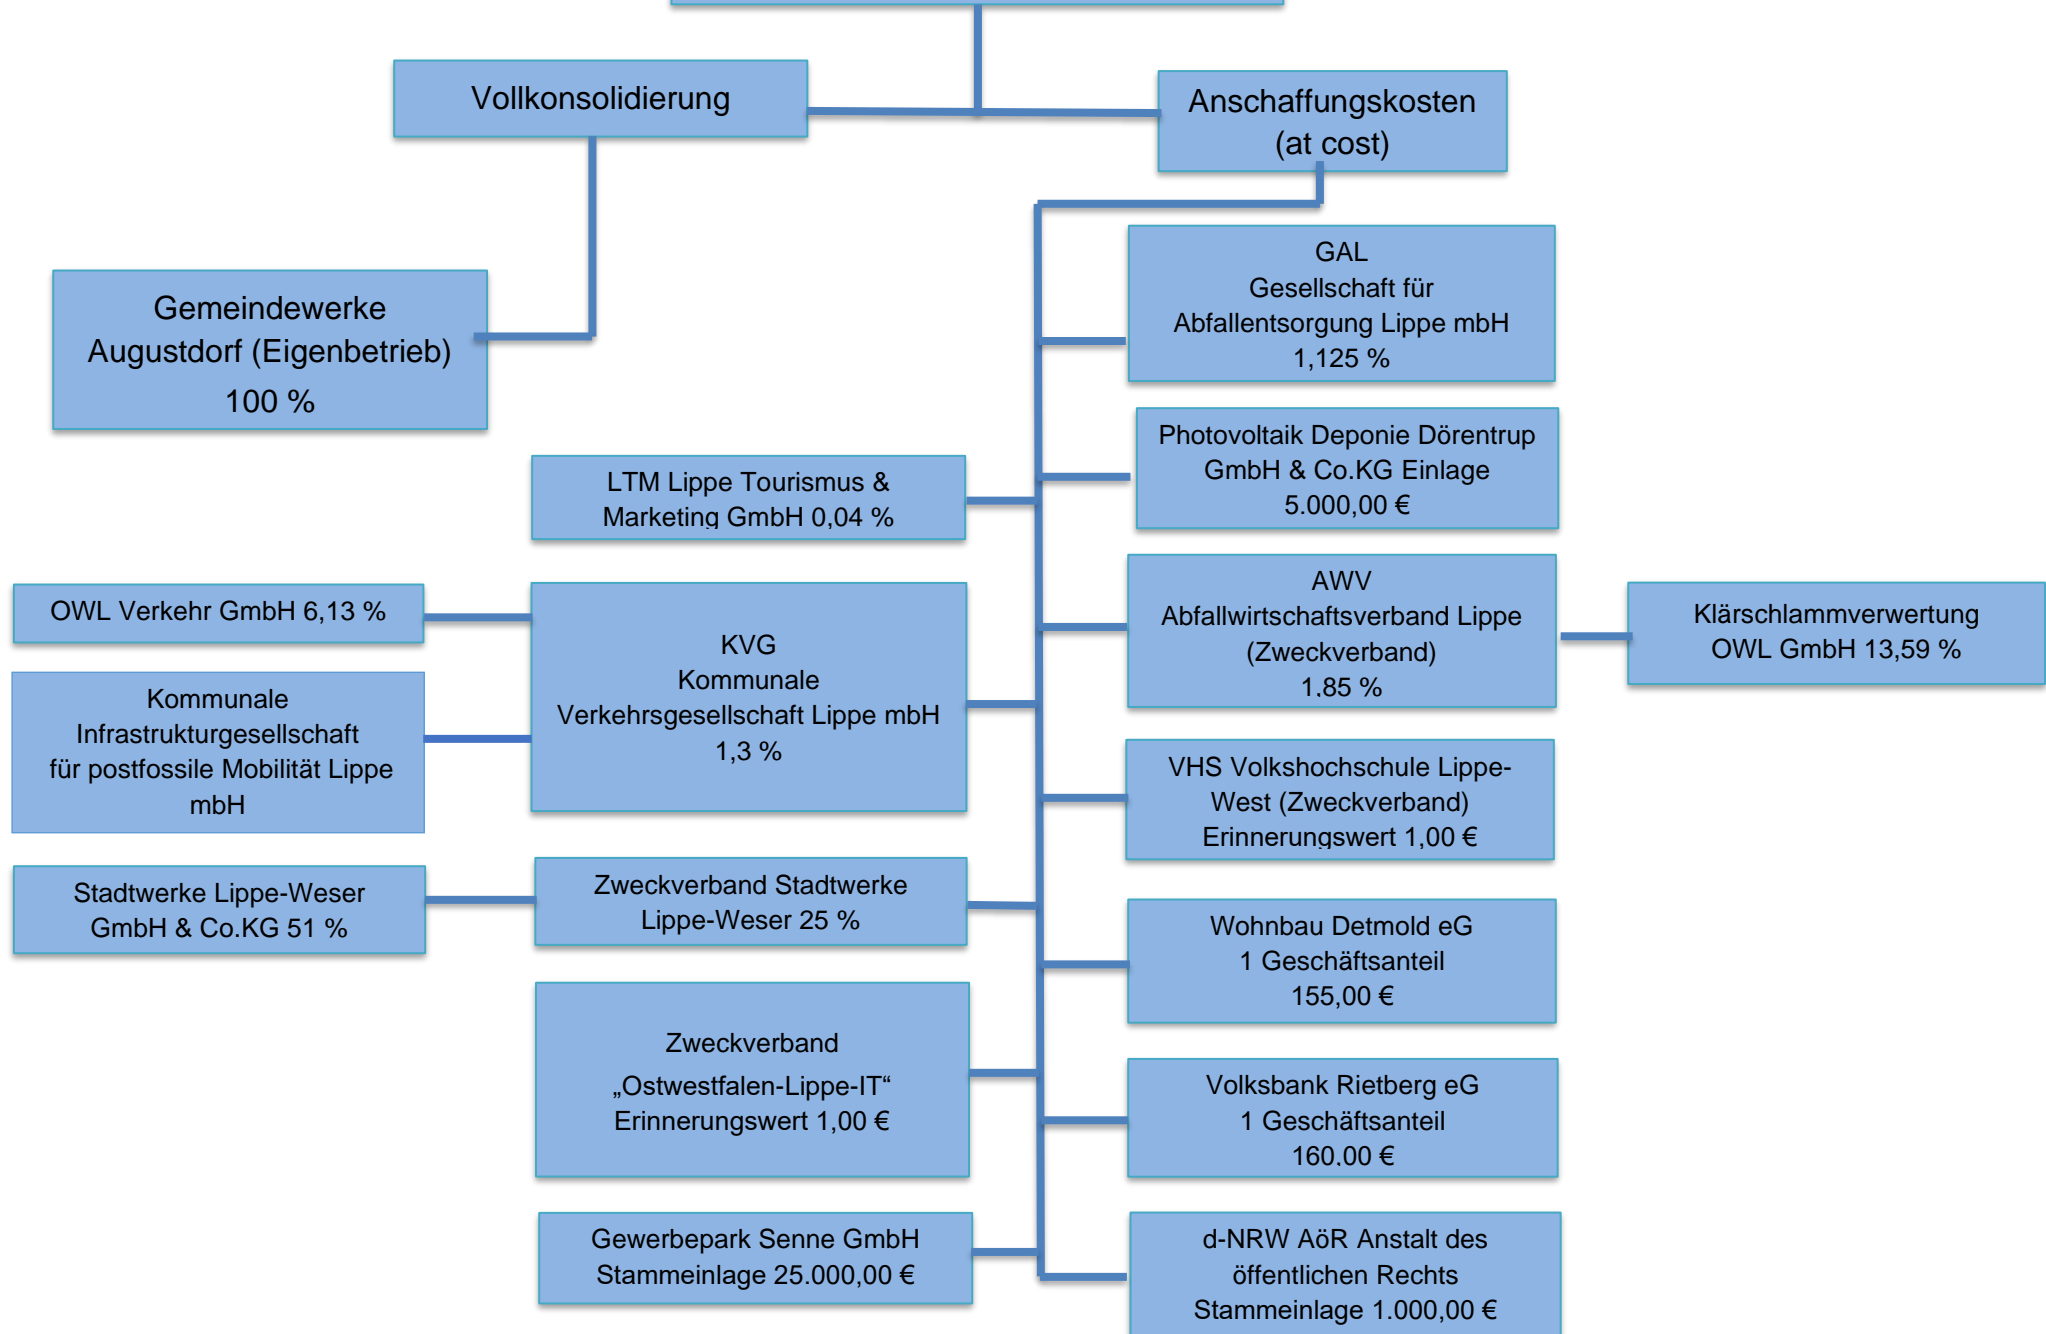 Vollkonsolidierung
Anschaffungskosten
(at cost)
Gemeindewerke
Augustdorf (Eigenbetrieb)
100 %
GAL
Gesellschaft für
Abfallentsorgung Lippe mbH
1,125 %
Photovoltaik Deponie Dörentrup
GmbH & Co.KG Einlage
5.000,00 €
LTM Lippe Tourismus &
Marketing GmbH 0,04 %
AWV
Abfallwirtschaftsverband Lippe
(Zweckverband)
1,85 %
Klärschlammverwertung
OWL GmbH 13,59 %
OWL Verkehr GmbH 6,13 %
KVG
Kommunale
Verkehrsgesellschaft Lippe mbH
1,3 %
Kommunale
Infrastrukturgesellschaft
für postfossile Mobilität Lippe
mbH
VHS Volkshochschule Lippe-
West (Zweckverband)
Erinnerungswert 1,00 €
Stadtwerke Lippe-Weser
GmbH & Co.KG 51 %
Zweckverband Stadtwerke
Lippe-Weser 25 %
Wohnbau Detmold eG
1 Geschäftsanteil
155,00 €
Zweckverband
„Ostwestfalen-Lippe-IT“
Erinnerungswert 1,00 €
Volksbank Rietberg eG
1 Geschäftsanteil
160,00 €
Gewerbepark Senne GmbH
Stammeinlage 25.000,00 €
d-NRW AöR Anstalt des
öffentlichen Rechts
Stammeinlage 1.000,00 €